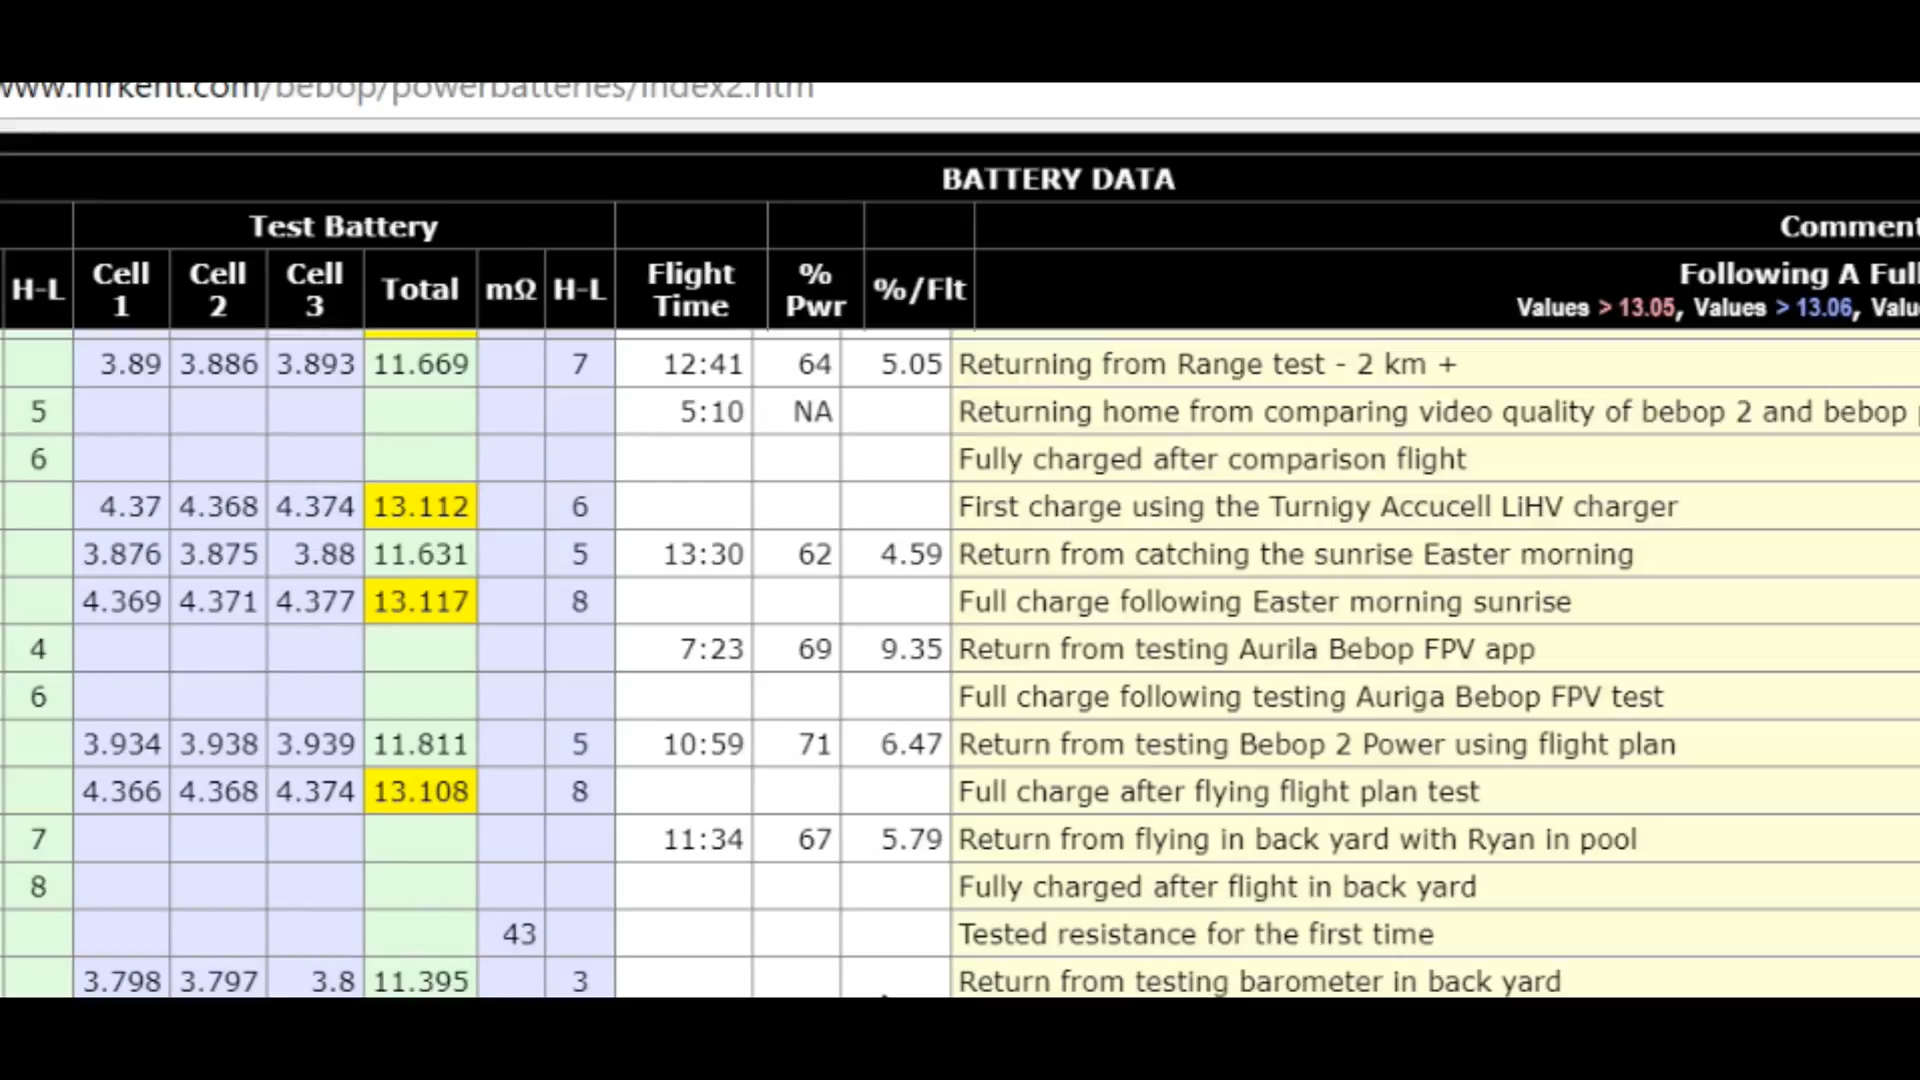 www.mrkent.com/bebop/powerbatteries/index2.htm
BATTERY DATA
Test Battery Comment
H-L Cell 1 Cell 2 Cell 3 Total mΩ H-L Flight Time % Pwr %/Flt Following A Full
Values > 13.05, Values > 13.06, Valu
3.89 3.886 3.893 11.669 7 12:41 64 5.05 Returning from Range test - 2 km +
5 5:10 NA Returning home from comparing video quality of bebop 2 and bebop
6 Fully charged after comparison flight
4.37 4.368 4.374 13.112 6 First charge using the Turnigy Accucell LiHV charger
3.876 3.875 3.88 11.631 5 13:30 62 4.59 Return from catching the sunrise Easter morning
4.369 4.371 4.377 13.117 8 Full charge following Easter morning sunrise
4 7:23 69 9.35 Return from testing Aurila Bebop FPV app
6 Full charge following testing Auriga Bebop FPV test
3.934 3.938 3.939 11.811 5 10:59 71 6.47 Return from testing Bebop 2 Power using flight plan
4.366 4.368 4.374 13.108 8 Full charge after flying flight plan test
7 11:34 67 5.79 Return from flying in back yard with Ryan in pool
8 Fully charged after flight in back yard
43 Tested resistance for the first time
3.798 3.797 3.8 11.395 3 Return from testing barometer in back yard